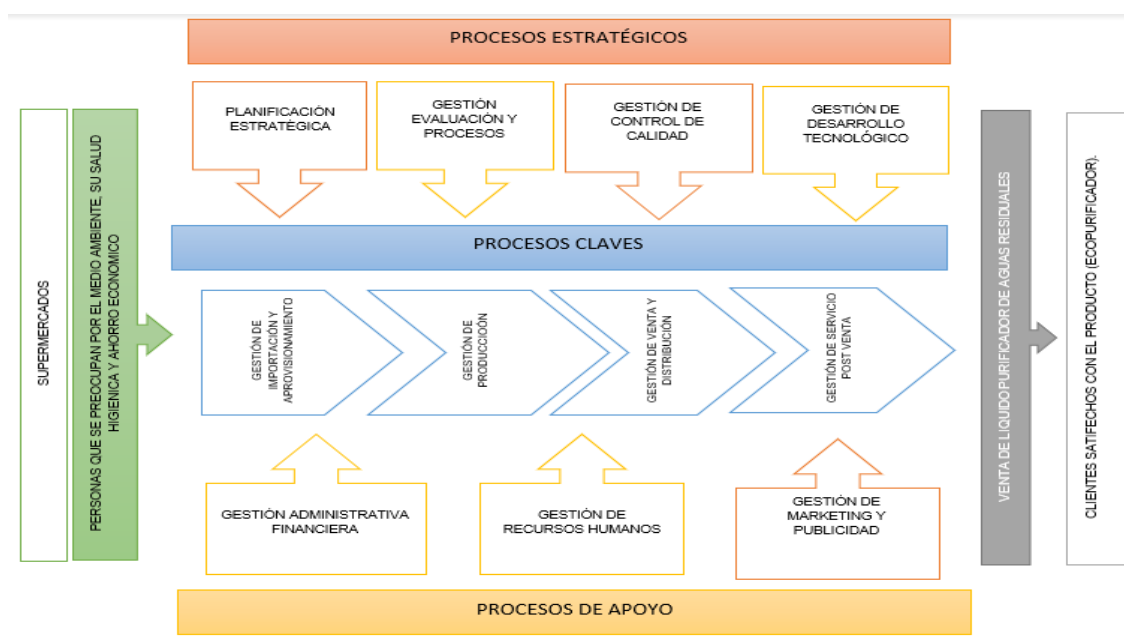 PROCESOS ESTRATÉGICOS
PLANIFICACIÓN
ESTRATÉGICA
GESTIÓN
EVALUACIÓN Y
PROCESOS
GESTIÓN DE
CONTROL DE
CALIDAD
GESTIÓN DE
DESARROLLO
TECNOLÓGICO
SUPERMERCADOS
PERSONAS QUE SE PREOCUPAN POR EL MEDIO AMBIENTE, SU SALUD
HIGIENICA Y AHORRO ECONOMICO
PROCESOS CLAVES
GESTIÓN DE
IMPORTACIÓN Y
APROVISIONAMIENTO
GESTIÓN DE
PRODUCCIÓN
GESTIÓN DE VENTA Y
DISTRIBUCIÓN
GESTIÓN DE SERVICIO
POST VENTA
VENTA DE LIQUIDO PURIFICADOR DE AGUAS RESIDUALES
CLIENTES SATIFECHOS CON EL PRODUCTO (ECOPURIFICADOR).
GESTIÓN ADMINISTRATIVA
FINANCIERA
GESTIÓN DE
RECURSOS HUMANOS
GESTIÓN DE
MARKETING Y
PUBLICIDAD
PROCESOS DE APOYO